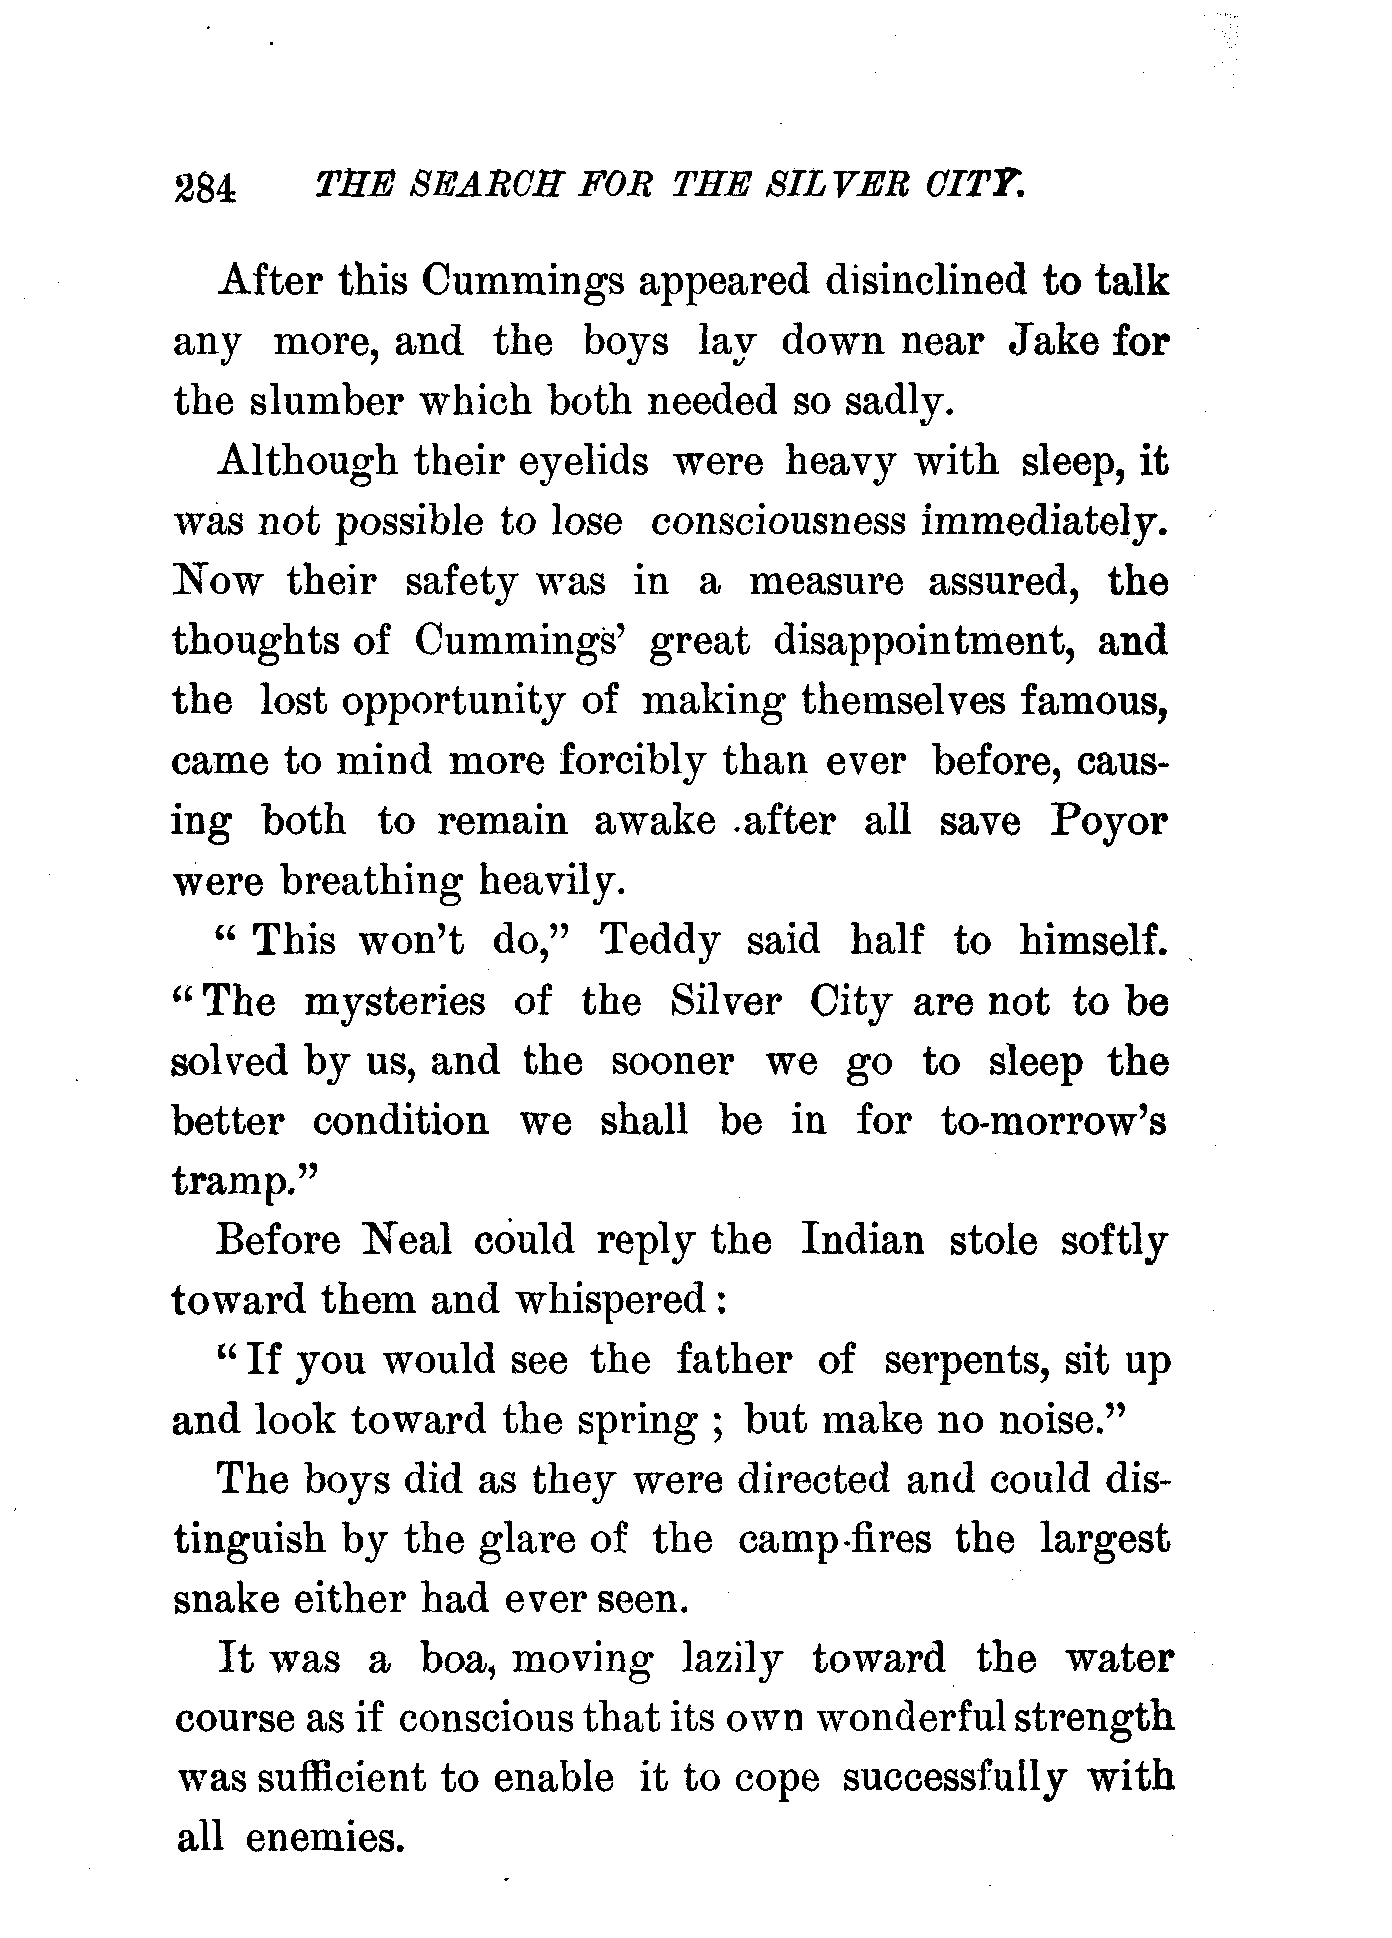 284 THE SEARCH FOR THE SILVER CITY.
After this Cummings appeared disinclined to talk
any more, and the boys lay down near Jake for
the slumber which both needed so sadly.
Although their eyelids were heavy with sleep, it
was not possible to lose consciousness immediately.
Now their safety was in a measure assured, the
thoughts of Cummings’ great disappointment, and
the lost opportunity of making themselves famous,
came to mind more forcibly than ever before, caus-
ing both to remain awake .after all save Poyor
were breathing heavily.
“ This won’t do,” Teddy said half to himself.
“ The mysteries of the Silver City are not to be
solved by us, and the sooner we go to sleep the
better condition we shall be in for to-morrow’s
tramp.”
Before Neal could reply the Indian stole softly
toward them and whispered :
“ If you would see the father of serpents, sit up
and look toward the spring ; but make no noise.”
The boys did as they were directed and could dis-
tinguish by the glare of the camp-fires the largest
snake either had ever seen.
It was a boa, moving lazily toward the water
course as if conscious that its own wonderful strength
was sufficient to enable it to cope successfully with
all enemies.